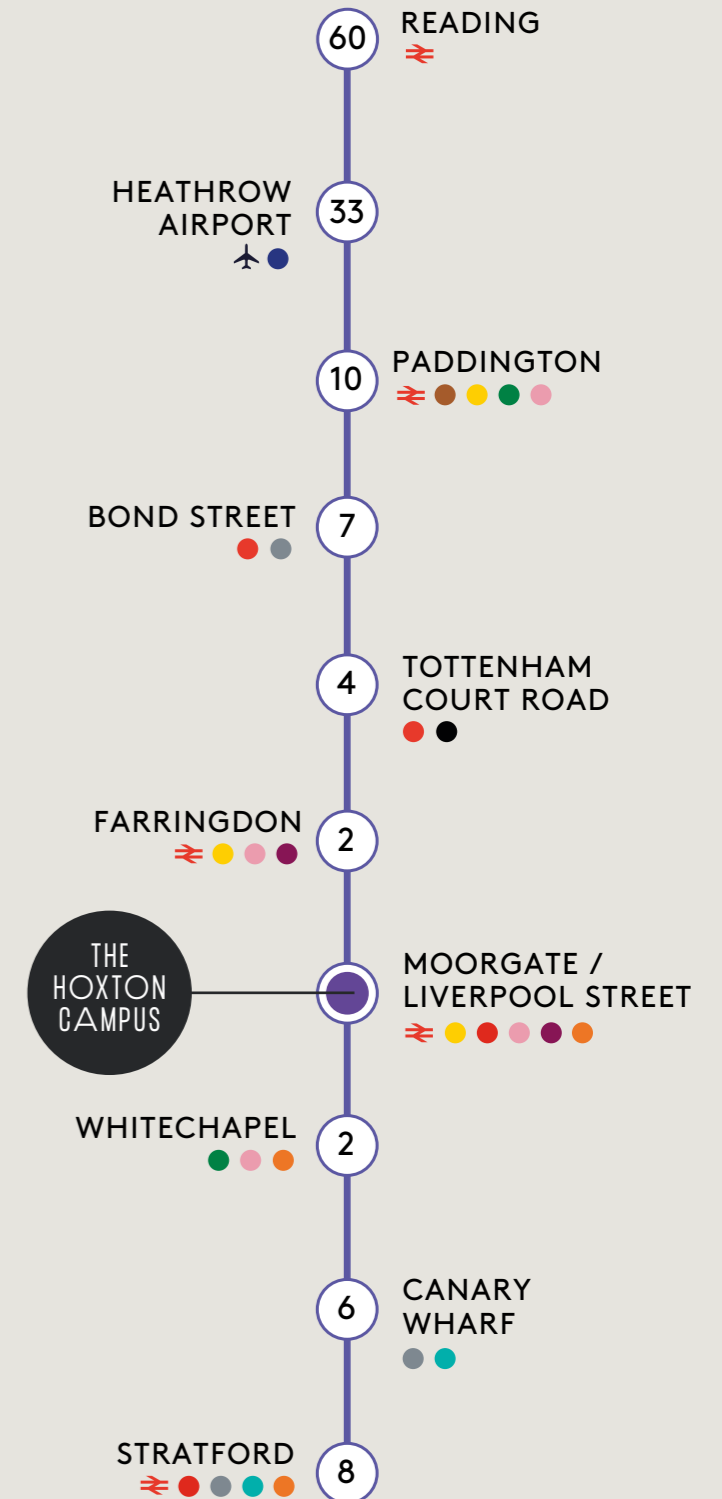 60
READING
HEATHROW
AIRPORT
33
10
PADDINGTON
BOND STREET
7
4
TOTTENHAM
COURT ROAD
FARRINGDON
2
THE
HOXTON
CAMPUS
MOORGATE /
LIVERPOOL STREET
WHITECHAPEL
2
6
CANARY
WHARF
STRATFORD
8